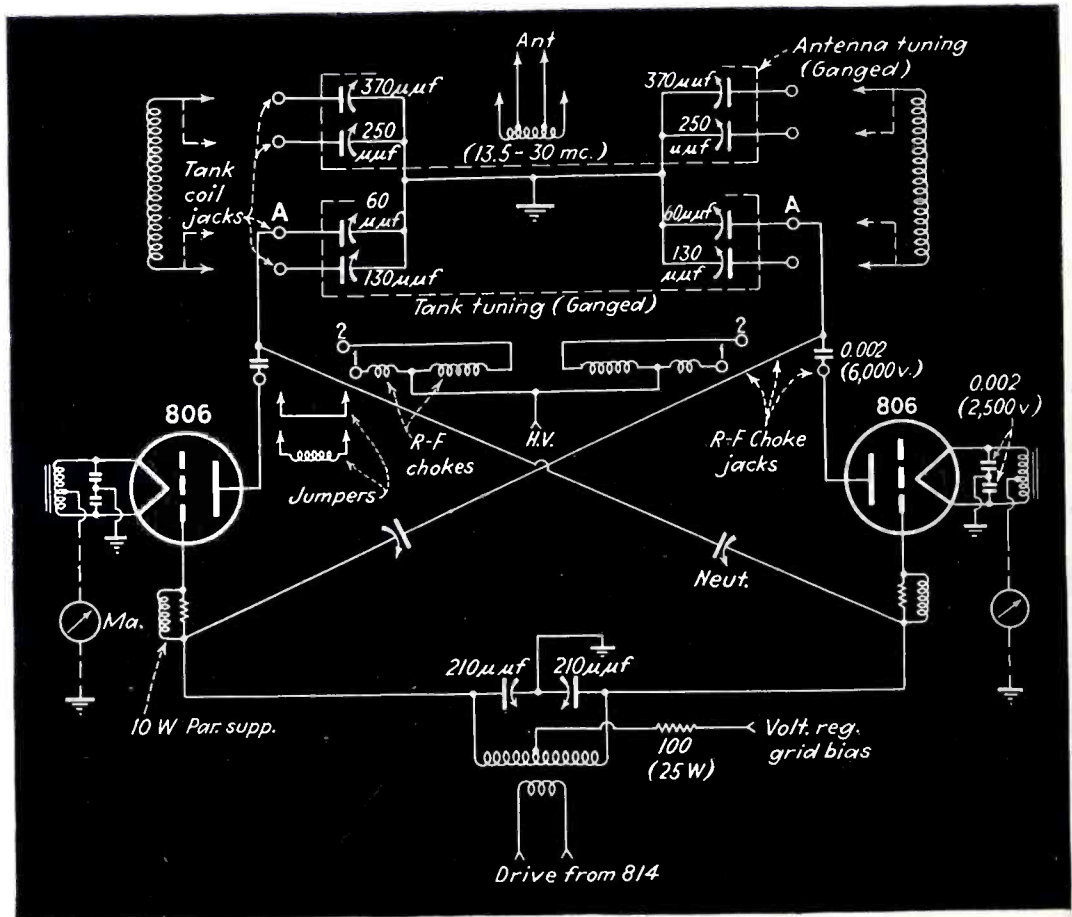 Ant
Antenna tuning
(Ganged)
370μμf
370μμf
250
μμf
250
μμf
(13.5-30 mc.)
Tank
coil
jacks
A
60
μμf
60μμf
A
130μμf
130
μμf
Tank tuning (Ganged)
2
1
2
1
0.002
(6,000 v.)
806
R-F
chokes
H.V.
R-F Choke
jacks
806
0.002
(2,500 v)
Jumpers
Neut.
Ma.
210μμf
210μμf
10 W Par. supp.
100
(25 W)
Volt. reg.
grid bias
Drive from 814